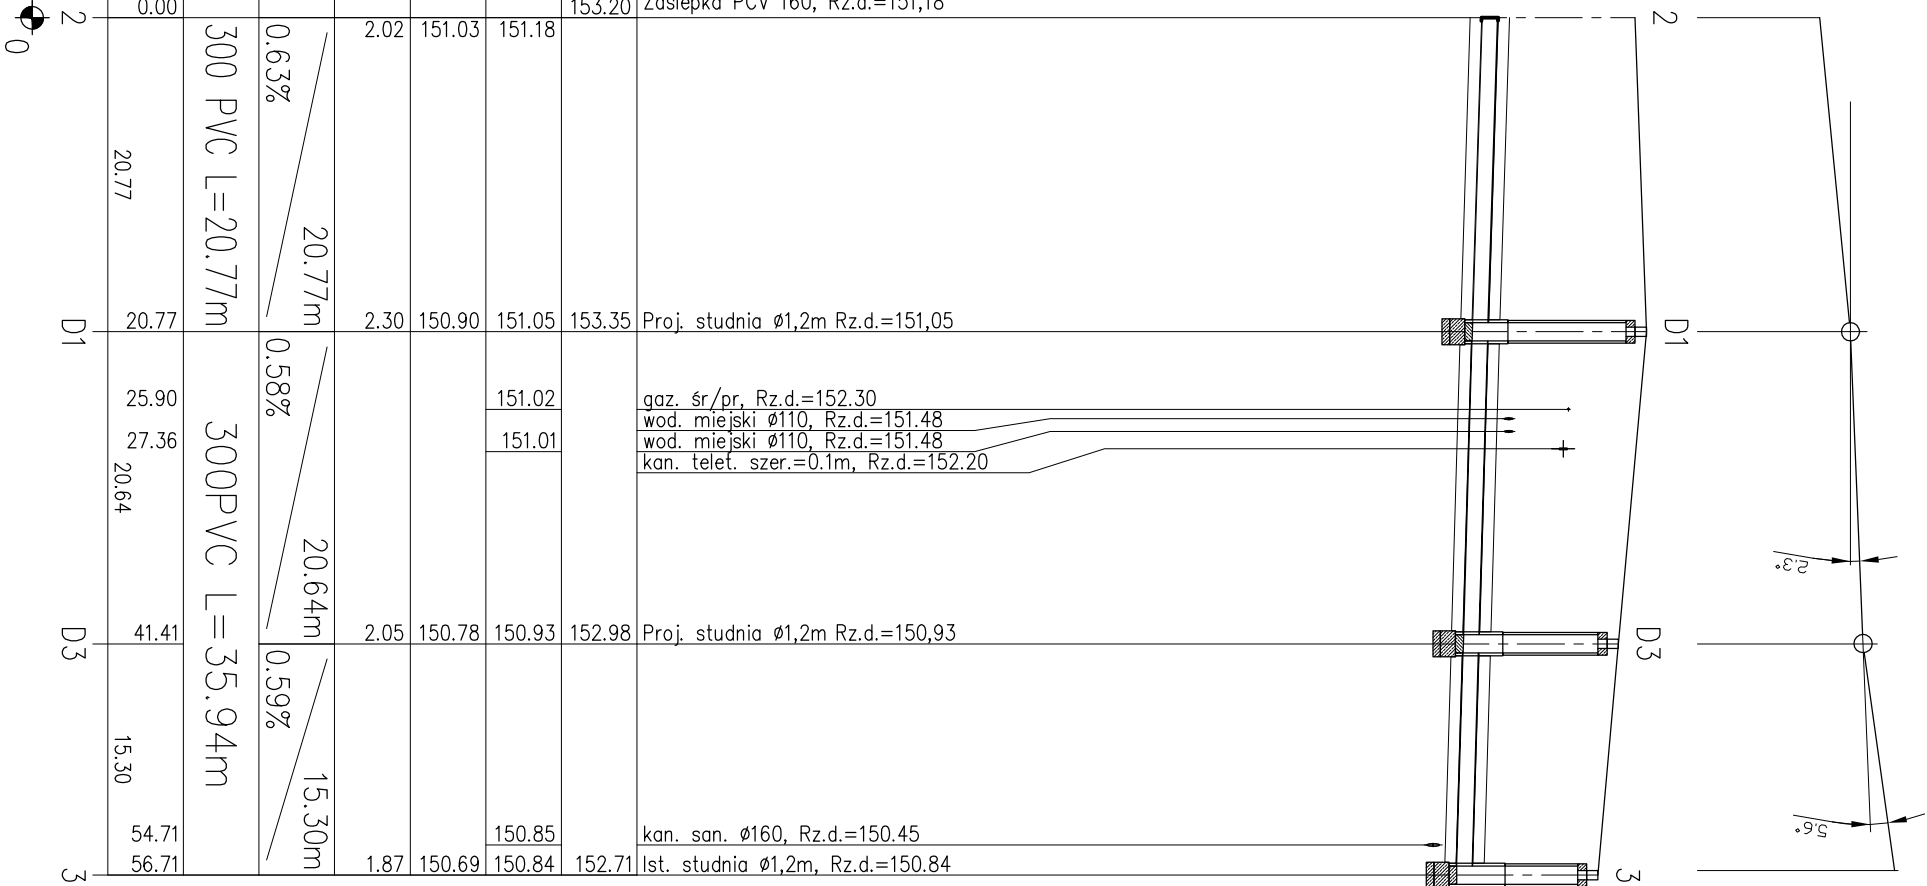 0.00 153.20 Zaślepka PCV 160, Rz.d.=151,18
2 2.02 151.03 151.18 2
0
300 PVC L=20.77m
0.63%
20.77m
20.77
D1 20.77 2.30 150.90 151.05 153.35 Proj. studnia ø1,2m Rz.d.=151,05 D1
0.58%
20.64m
25.90 151.02 gaz. śr/pr, Rz.d.=152.30
wod. miejski ø110, Rz.d.=151.48
27.36 151.01 wod. miejski ø110, Rz.d.=151.48
kan. telef. szer.=0.1m, Rz.d.=152.20
20.64
300PVC L=35.94m
2.3°
D3 41.41 2.05 150.78 150.93 152.98 Proj. studnia ø1,2m Rz.d.=150,93 D3
0.59%
15.30m
15.30
5.6°
54.71 150.85 kan. san. ø160, Rz.d.=150.45
3 56.71 1.87 150.69 150.84 152.71 Ist. studnia ø1,2m, Rz.d.=150.84 3